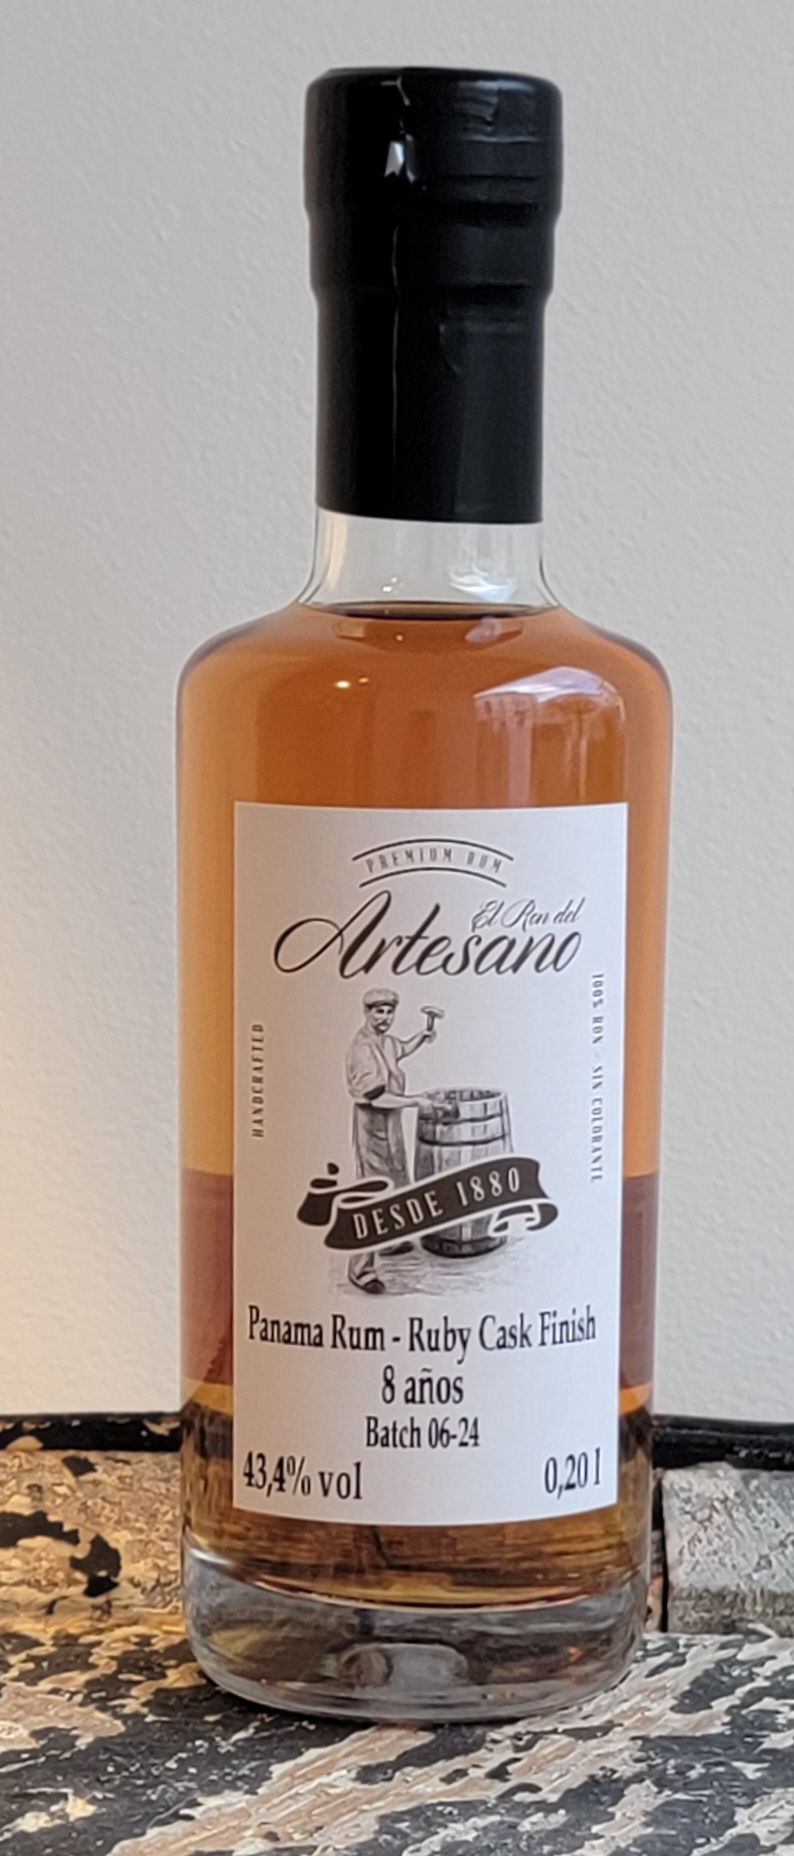 PREMIUM RUM
El Ron del
Artesano
HANDCRAFTED
100% RON - SIN COLORANTE
DESDE 1880
Panama Rum - Ruby Cask Finish
8 años
Batch 06-24
43,4% vol
0,20 l